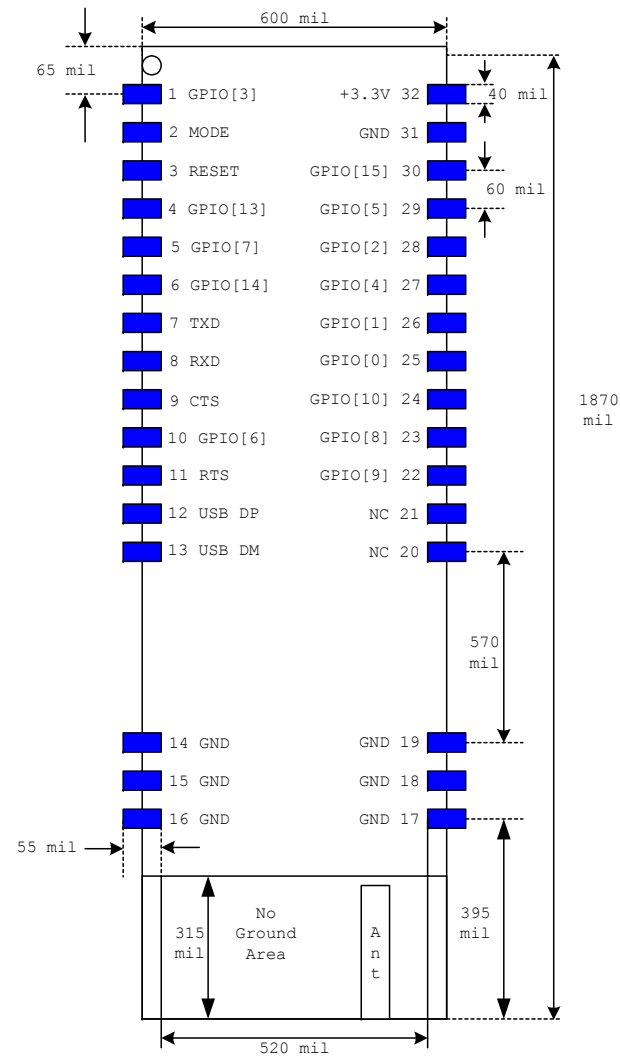 600 mil
65 mil
1 GPIO[3]
+3.3V 32
40 mil
2 MODE
GND 31
3 RESET
GPIO[15] 30
60 mil
4 GPIO[13]
GPIO[5] 29
5 GPIO[7]
GPIO[2] 28
6 GPIO[14]
GPIO[4] 27
7 TXD
GPIO[1] 26
8 RXD
GPIO[0] 25
9 CTS
GPIO[10] 24
1870
mil
10 GPIO[6]
GPIO[8] 23
11 RTS
GPIO[9] 22
12 USB DP
NC 21
13 USB DM
NC 20
570
mil
14 GND
GND 19
15 GND
GND 18
16 GND
GND 17
55 mil
315
mil
No
Ground
Area
Ant
395
mil
520 mil